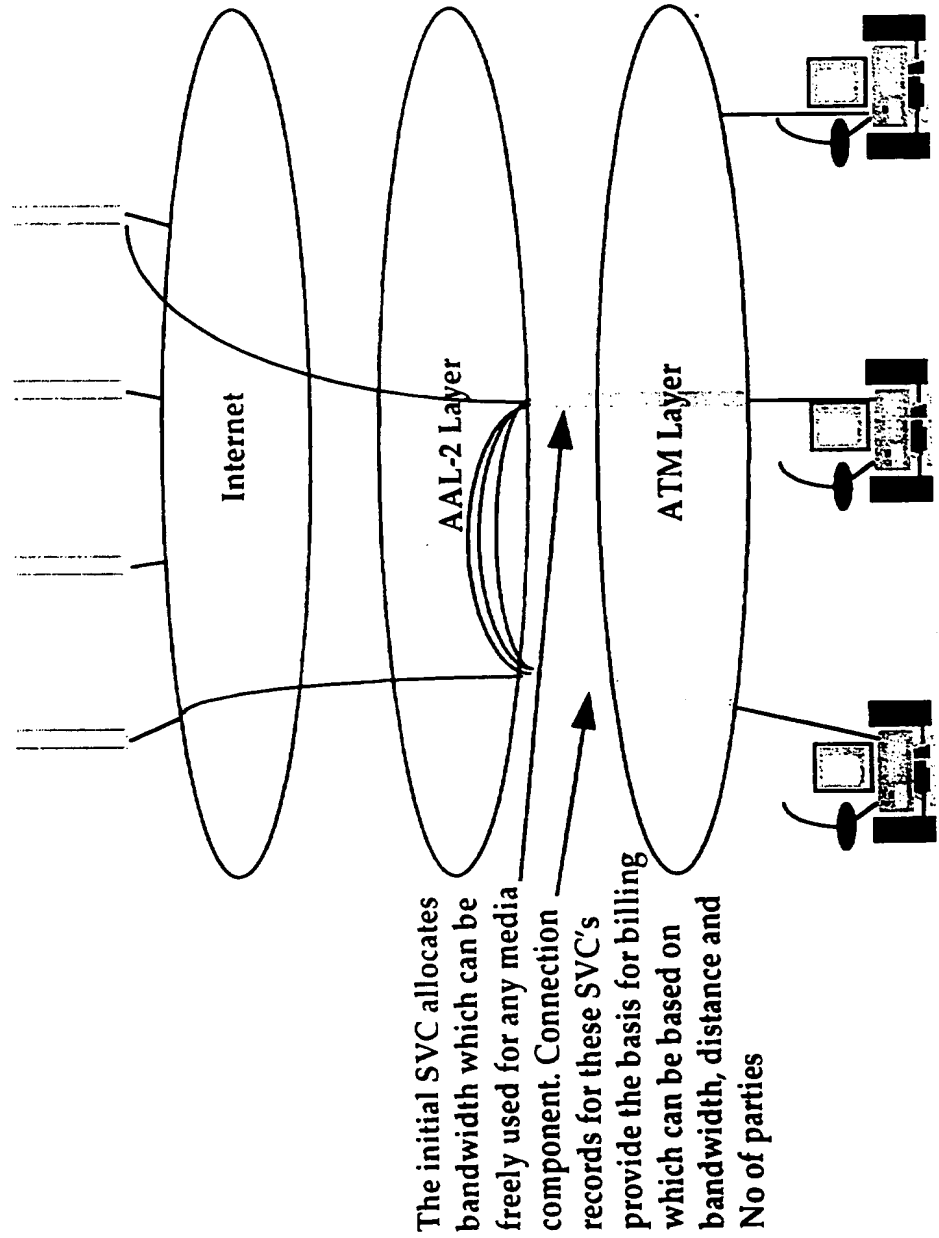 Internet
AAL-2 Layer
ATM Layer
The initial SVC allocates
bandwidth which can be
freely used for any media
component. Connection
records for these SVC's
provide the basis for billing
which can be based on
bandwidth, distance and
No of parties